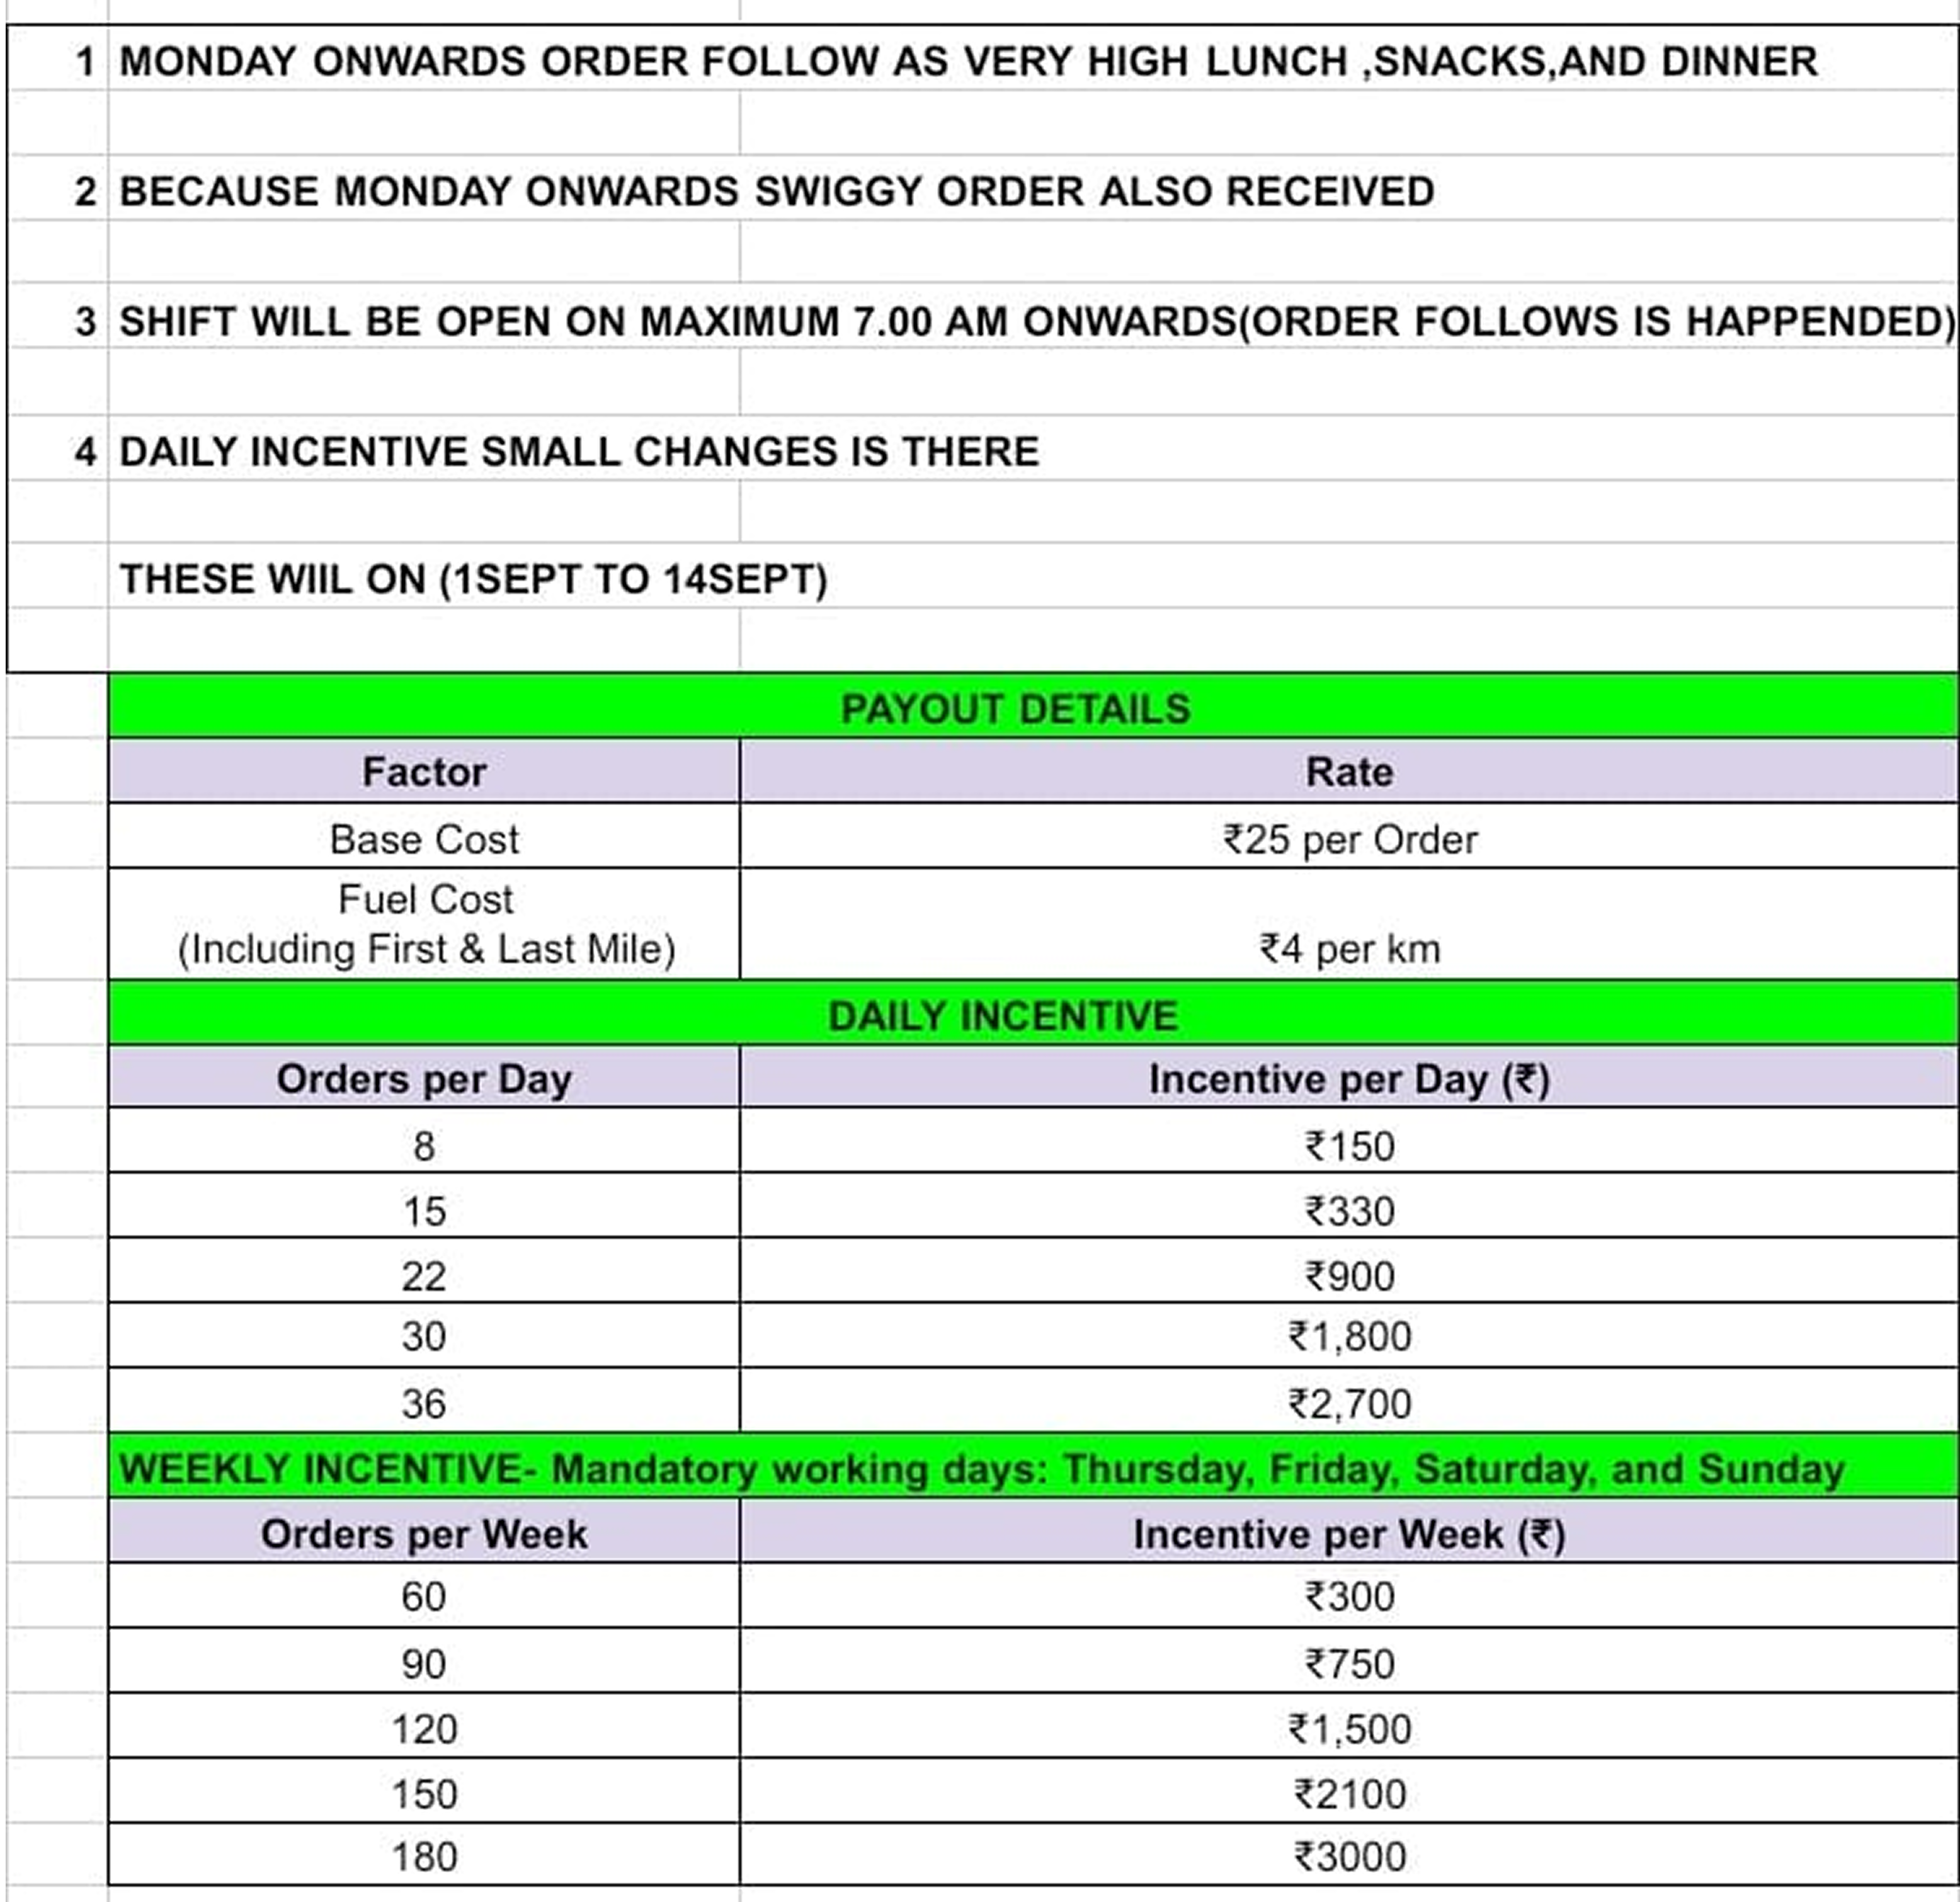 1 MONDAY ONWARDS ORDER FOLLOW AS VERY HIGH LUNCH ,SNACKS,AND DINNER
2 BECAUSE MONDAY ONWARDS SWIGGY ORDER ALSO RECEIVED
3 SHIFT WILL BE OPEN ON MAXIMUM 7.00 AM ONWARDS(ORDER FOLLOWS IS HAPPENDED)
4 DAILY INCENTIVE SMALL CHANGES IS THERE
THESE WIIL ON (1SEPT TO 14SEPT)
PAYOUT DETAILS
Factor Rate
Base Cost ₹25 per Order
Fuel Cost
(Including First & Last Mile) ₹4 per km
DAILY INCENTIVE
Orders per Day Incentive per Day (₹)
8 ₹150
15 ₹330
22 ₹900
30 ₹1,800
36 ₹2,700
WEEKLY INCENTIVE- Mandatory working days: Thursday, Friday, Saturday, and Sunday
Orders per Week Incentive per Week (₹)
60 ₹300
90 ₹750
120 ₹1,500
150 ₹2100
180 ₹3000